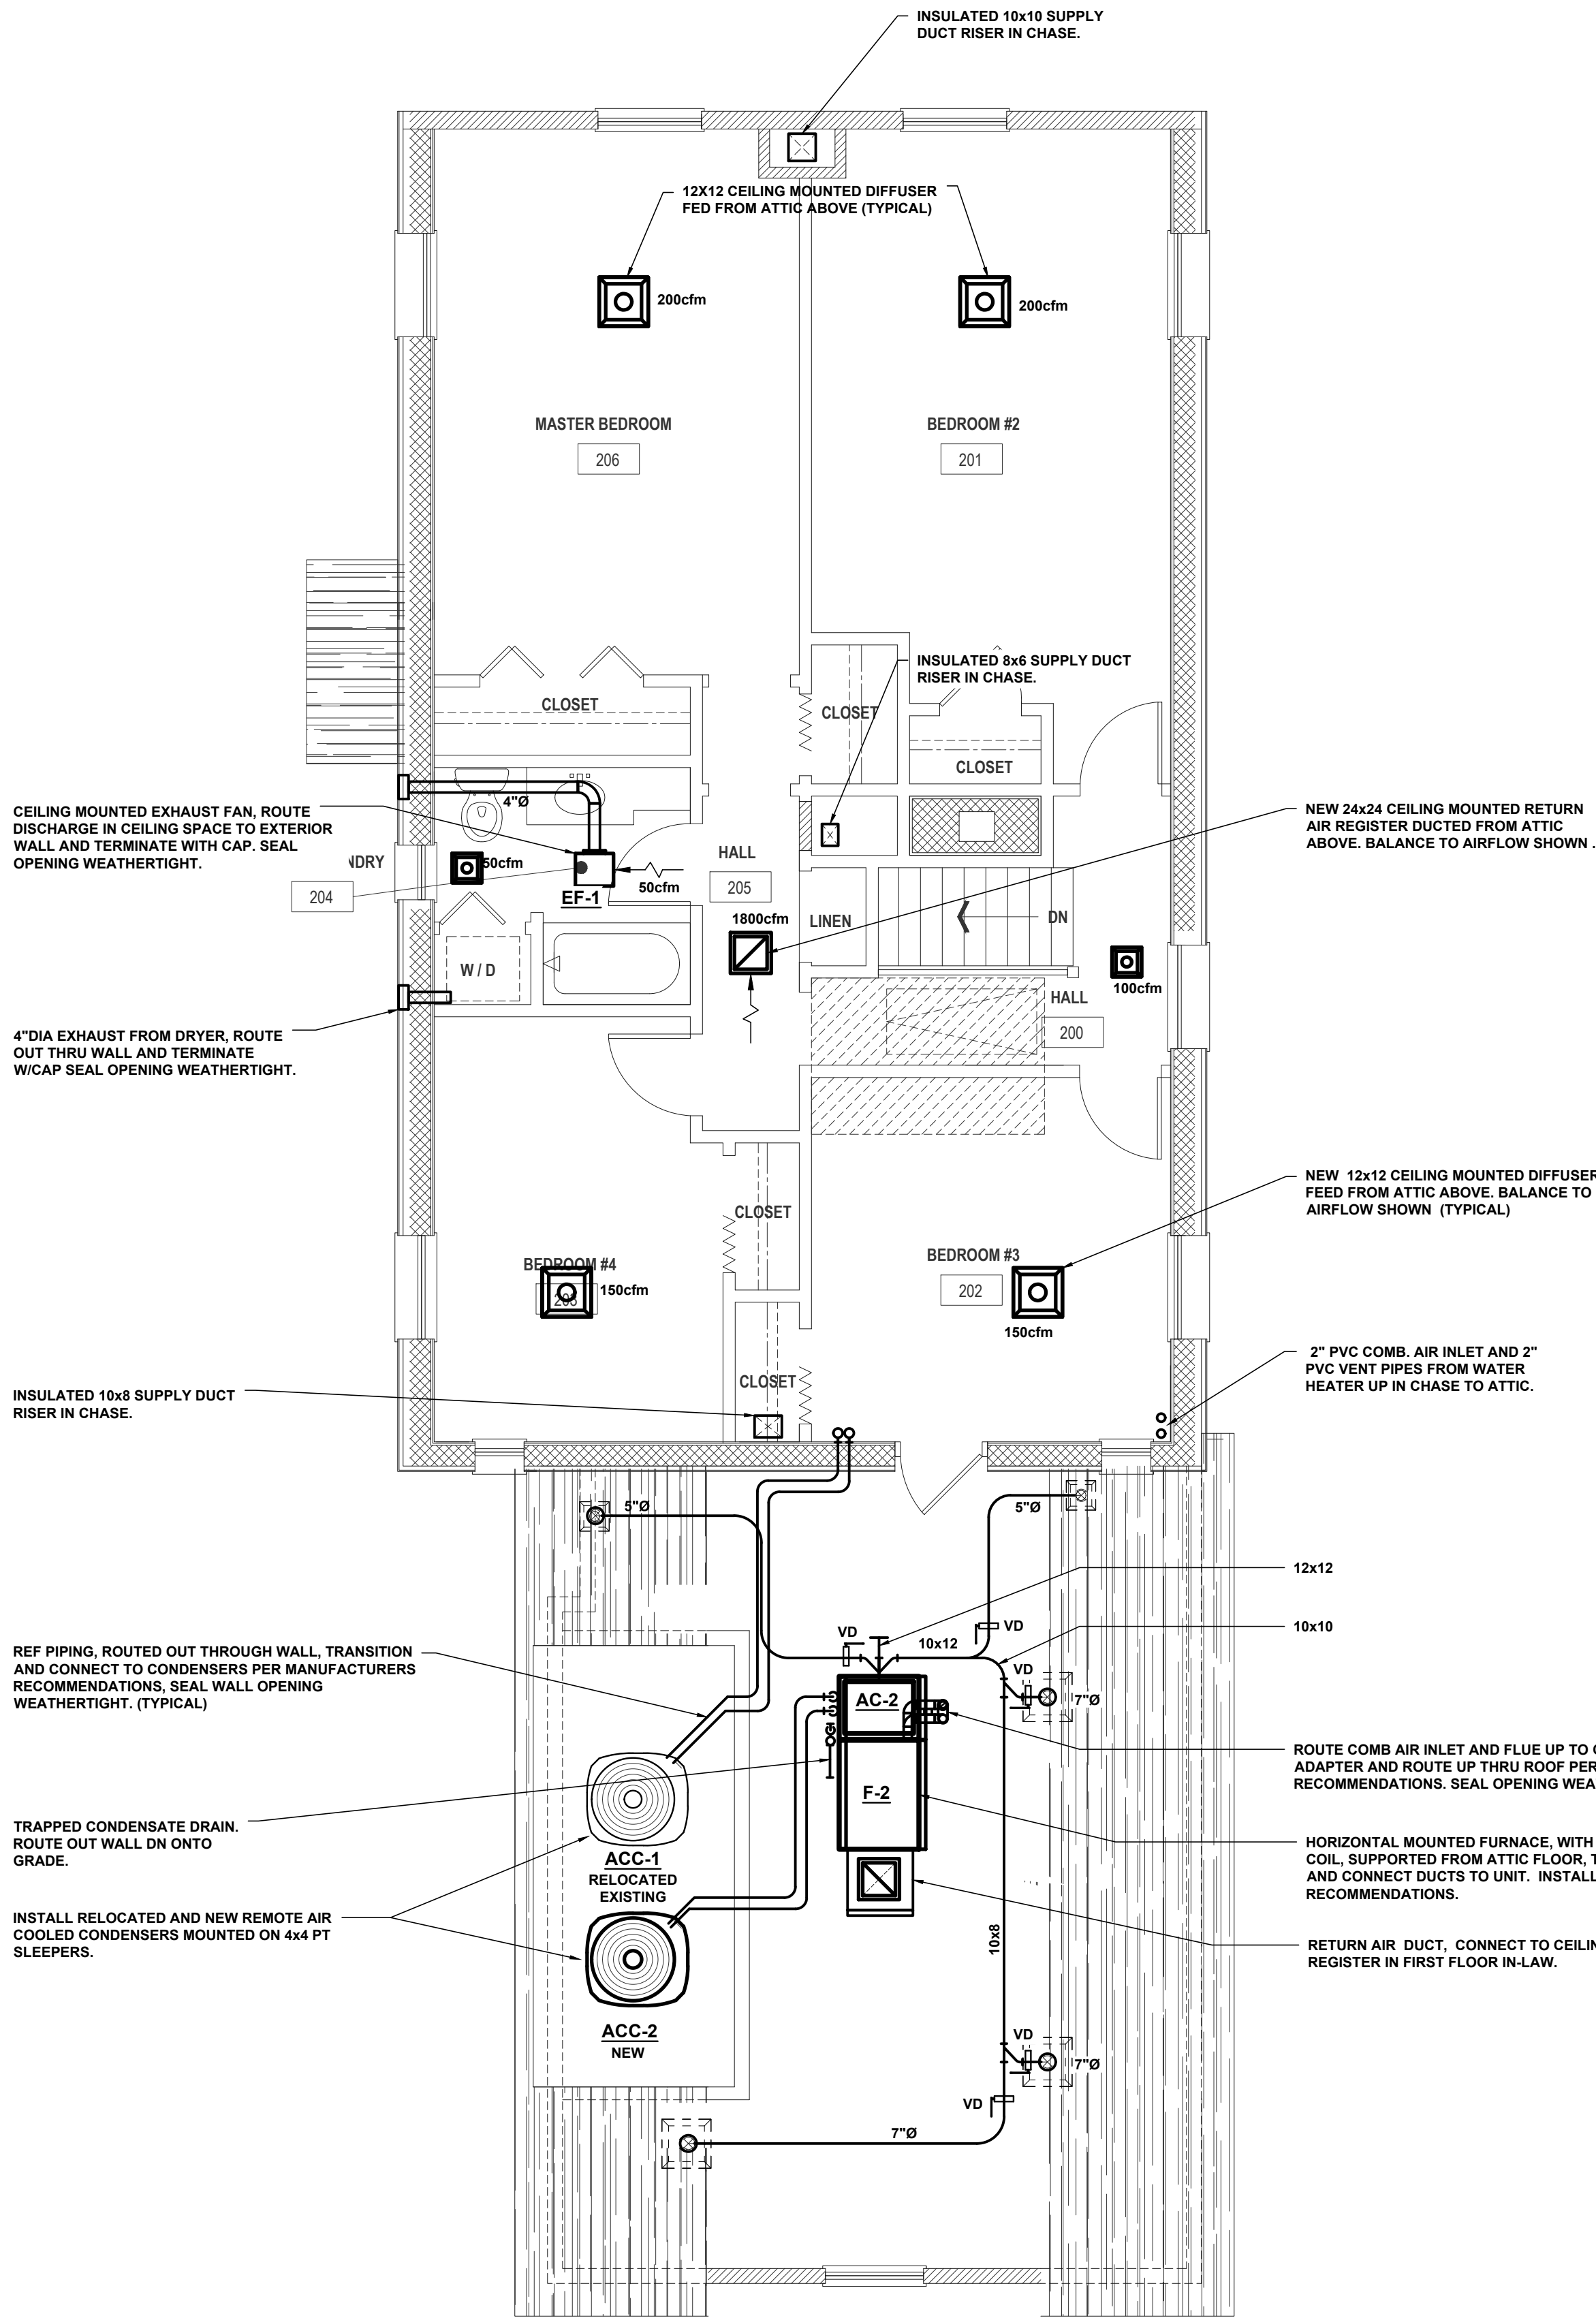 INSULATED 10x10 SUPPLY
DUCT RISER IN CHASE.
12X12 CEILING MOUNTED DIFFUSER
FED FROM ATTIC ABOVE (TYPICAL)
200cfm
200cfm
MASTER BEDROOM
206
BEDROOM #2
201
INSULATED 8x6 SUPPLY DUCT
RISER IN CHASE.
CLOSET
CLOSET
CLOSET
CEILING MOUNTED EXHAUST FAN, ROUTE
DISCHARGE IN CEILING SPACE TO EXTERIOR
WALL AND TERMINATE WITH CAP. SEAL
OPENING WEATHERTIGHT.
4"Ø
NDRY
204
50cfm
EF-1
50cfm
HALL
205
1800cfm
LINEN
DN
NEW 24x24 CEILING MOUNTED RETURN
AIR REGISTER DUCTED FROM ATTIC
ABOVE. BALANCE TO AIRFLOW SHOWN .
W / D
100cfm
HALL
200
4"DIA EXHAUST FROM DRYER, ROUTE
OUT THRU WALL AND TERMINATE
W/CAP SEAL OPENING WEATHERTIGHT.
NEW 12x12 CEILING MOUNTED DIFFUSER
FEED FROM ATTIC ABOVE. BALANCE TO
AIRFLOW SHOWN (TYPICAL)
CLOSET
BEDROOM #4
203
150cfm
BEDROOM #3
202
150cfm
2" PVC COMB. AIR INLET AND 2"
PVC VENT PIPES FROM WATER
HEATER UP IN CHASE TO ATTIC.
INSULATED 10x8 SUPPLY DUCT
RISER IN CHASE.
CLOSET
5"Ø
5"Ø
12x12
10x10
VD
10x12
VD
REF PIPING, ROUTED OUT THROUGH WALL, TRANSITION
AND CONNECT TO CONDENSERS PER MANUFACTURERS
RECOMMENDATIONS, SEAL WALL OPENING
WEATHERTIGHT. (TYPICAL)
VD
7"Ø
AC-2
ROUTE COMB AIR INLET AND FLUE UP TO C
ADAPTER AND ROUTE UP THRU ROOF PER
RECOMMENDATIONS. SEAL OPENING WEA
F-2
TRAPPED CONDENSATE DRAIN.
ROUTE OUT WALL DN ONTO
GRADE.
HORIZONTAL MOUNTED FURNACE, WITH
COIL, SUPPORTED FROM ATTIC FLOOR, T
AND CONNECT DUCTS TO UNIT. INSTALL
RECOMMENDATIONS.
ACC-1
RELOCATED
EXISTING
INSTALL RELOCATED AND NEW REMOTE AIR
COOLED CONDENSERS MOUNTED ON 4x4 PT
SLEEPERS.
10x8
RETURN AIR DUCT, CONNECT TO CEILIN
REGISTER IN FIRST FLOOR IN-LAW.
ACC-2
NEW
VD
7"Ø
VD
7"Ø